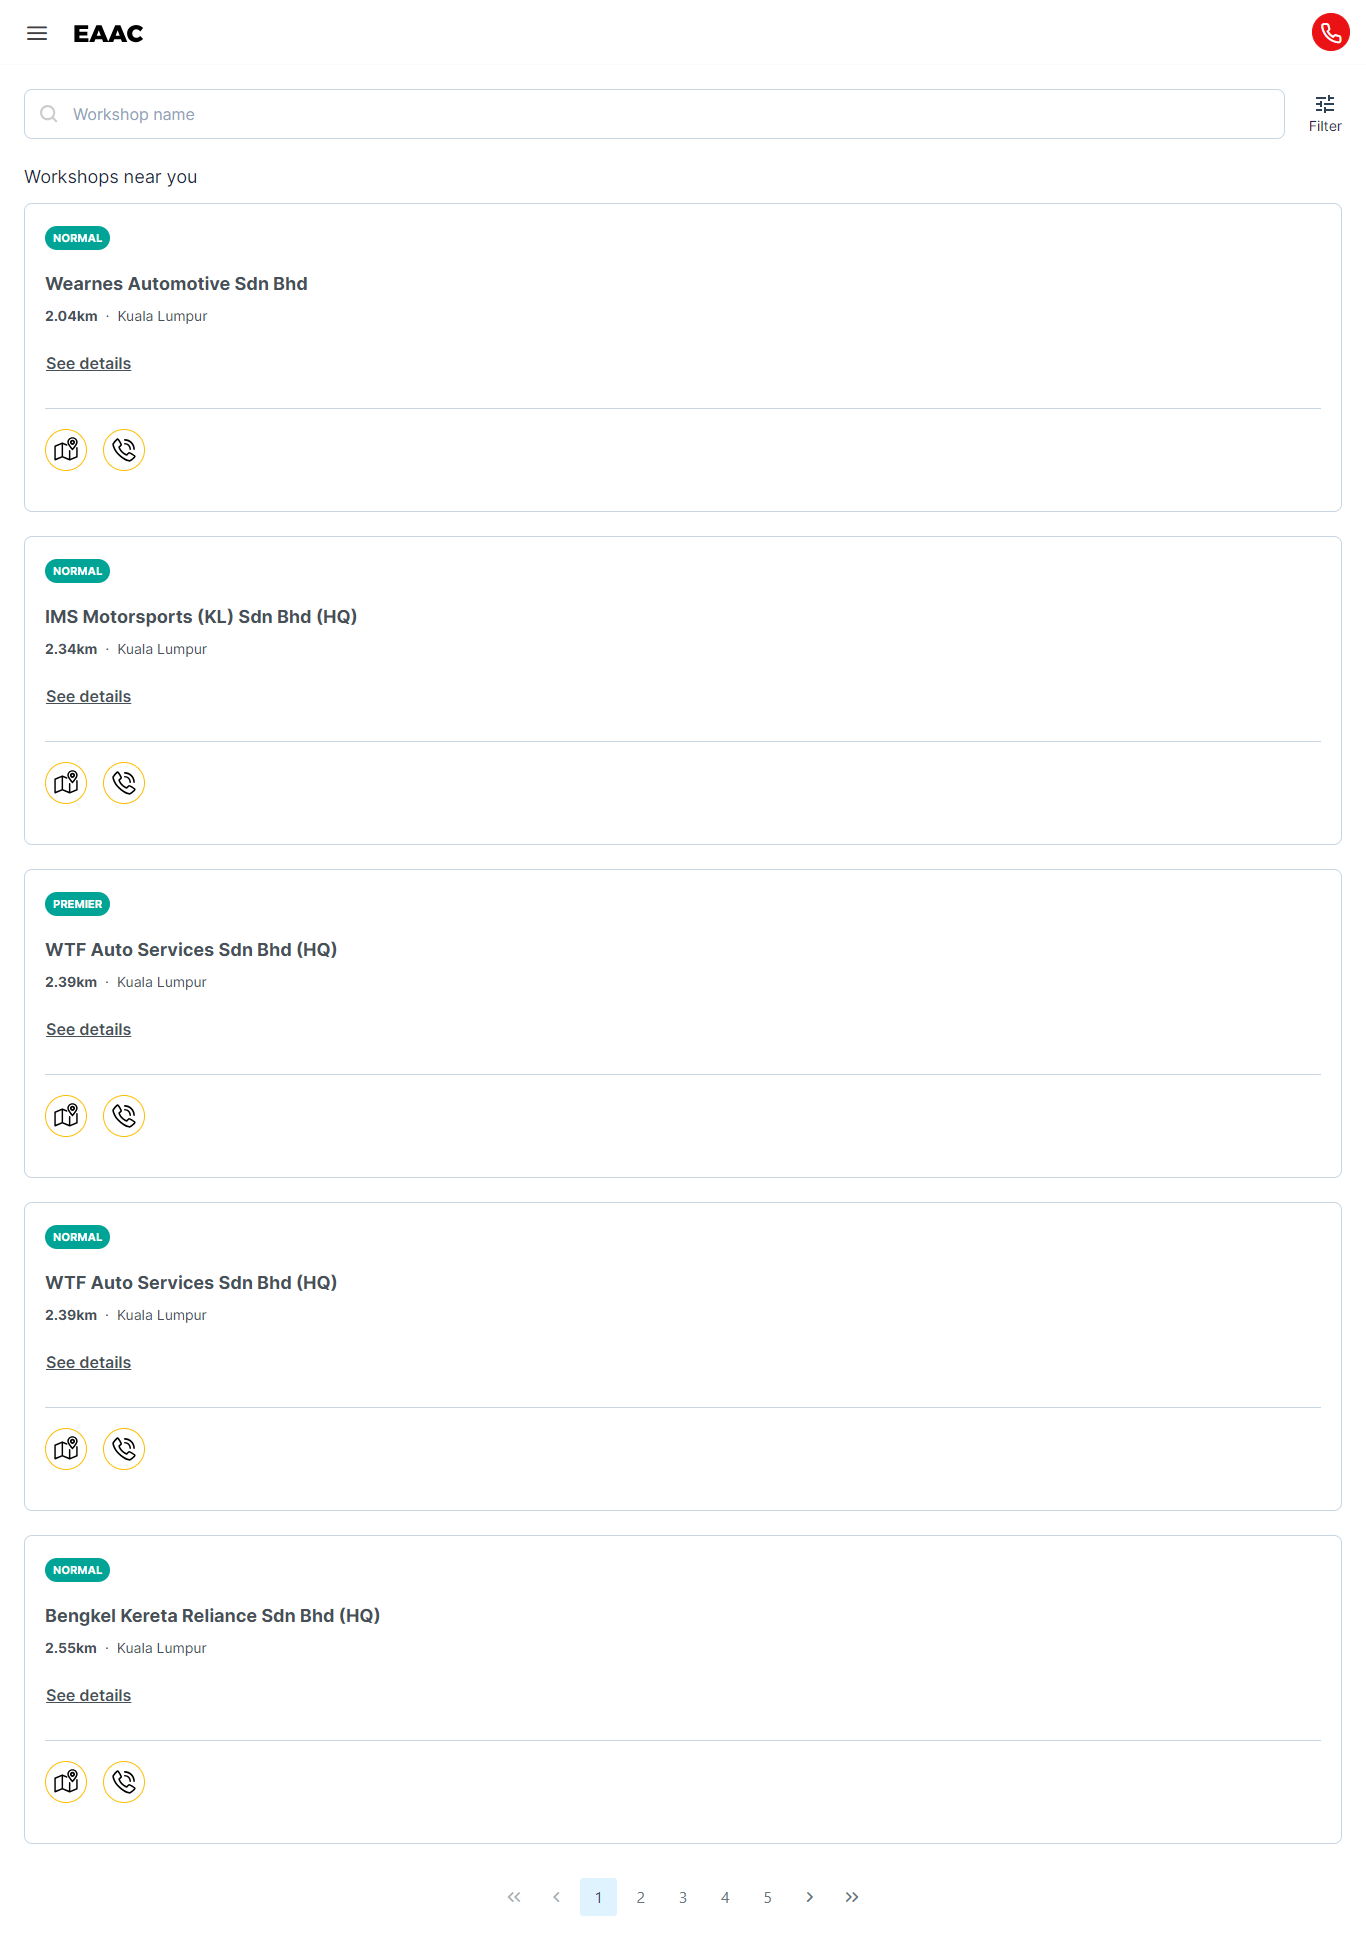 EAAC
Workshop name
Filter
Workshops near you
NORMAL
Wearnes Automotive Sdn Bhd
2.04km · Kuala Lumpur
See details
NORMAL
IMS Motorsports (KL) Sdn Bhd (HQ)
2.34km · Kuala Lumpur
See details
PREMIER
WTF Auto Services Sdn Bhd (HQ)
2.39km · Kuala Lumpur
See details
NORMAL
WTF Auto Services Sdn Bhd (HQ)
2.39km · Kuala Lumpur
See details
NORMAL
Bengkel Kereta Reliance Sdn Bhd (HQ)
2.55km · Kuala Lumpur
See details
1 2 3 4 5